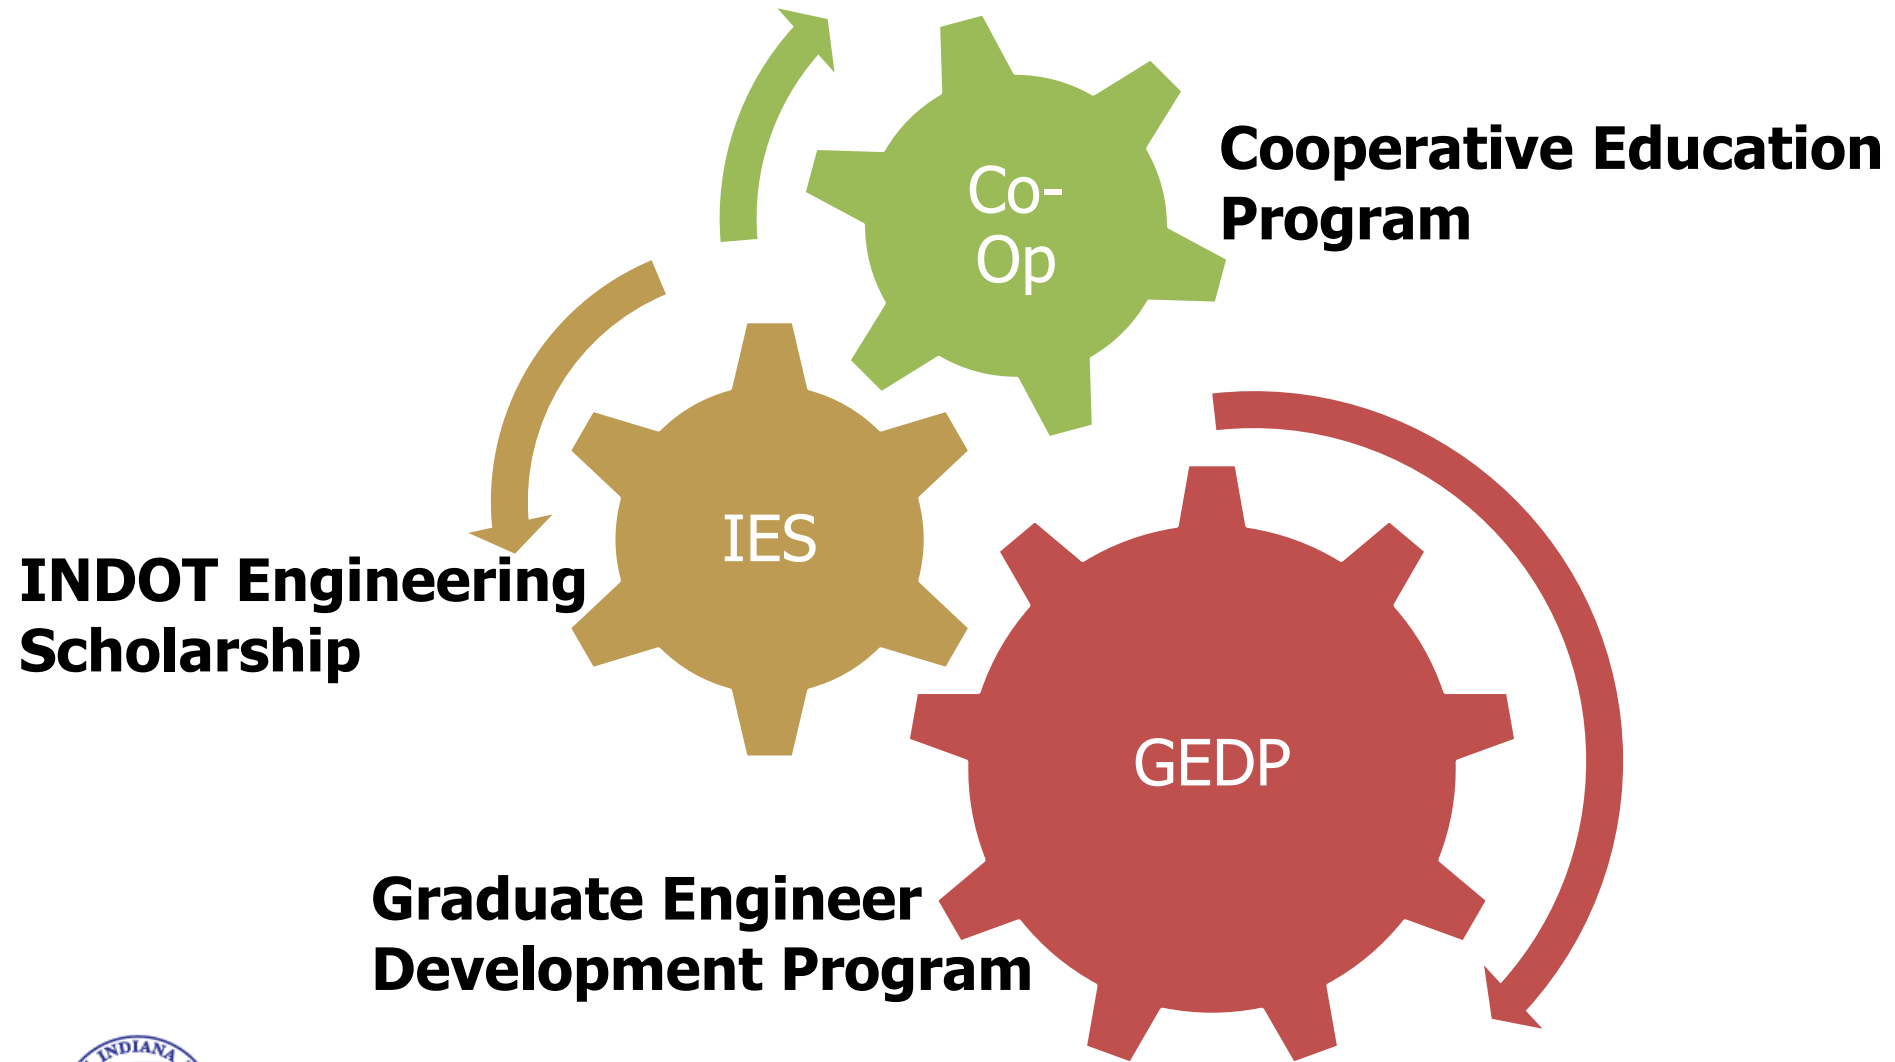 Co-
Op
Cooperative Education
Program
IES
INDOT Engineering
Scholarship
GEDP
Graduate Engineer
Development Program
INDIANA